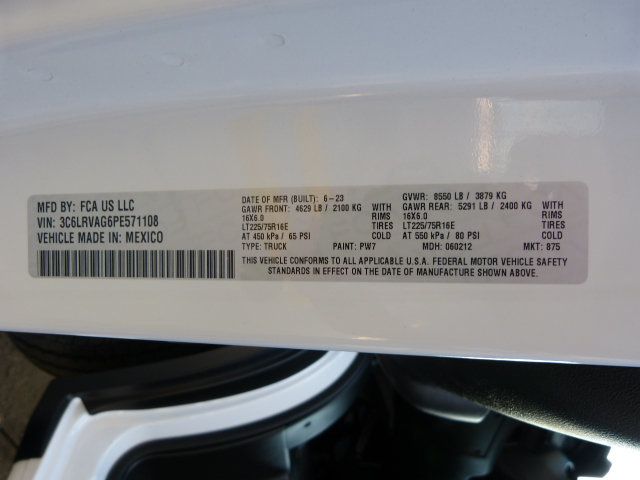 MFD BY: FCA US LLC
VIN: 3C6LRVAG6PE571108
VEHICLE MADE IN: MEXICO
DATE OF MFR (BUILT): 6-23 GVWR: 8550 LB / 3879 KG
GAWR FRONT: 4629 LB / 2100 KG WITH GAWR REAR: 5291 LB / 2400 KG WITH
16X6.0 RIMS 16X6.0 RIMS
LT225/75R16E TIRES LT225/75R16E TIRES
AT 450 kPa / 65 PSI COLD AT 550 kPa / 80 PSI COLD
TYPE: TRUCK PAINT: PW7 MDH: 060212 MKT: 875
THIS VEHICLE CONFORMS TO ALL APPLICABLE U.S.A. FEDERAL MOTOR VEHICLE SAFETY
STANDARDS IN EFFECT ON THE DATE OF MANUFACTURE SHOWN ABOVE.